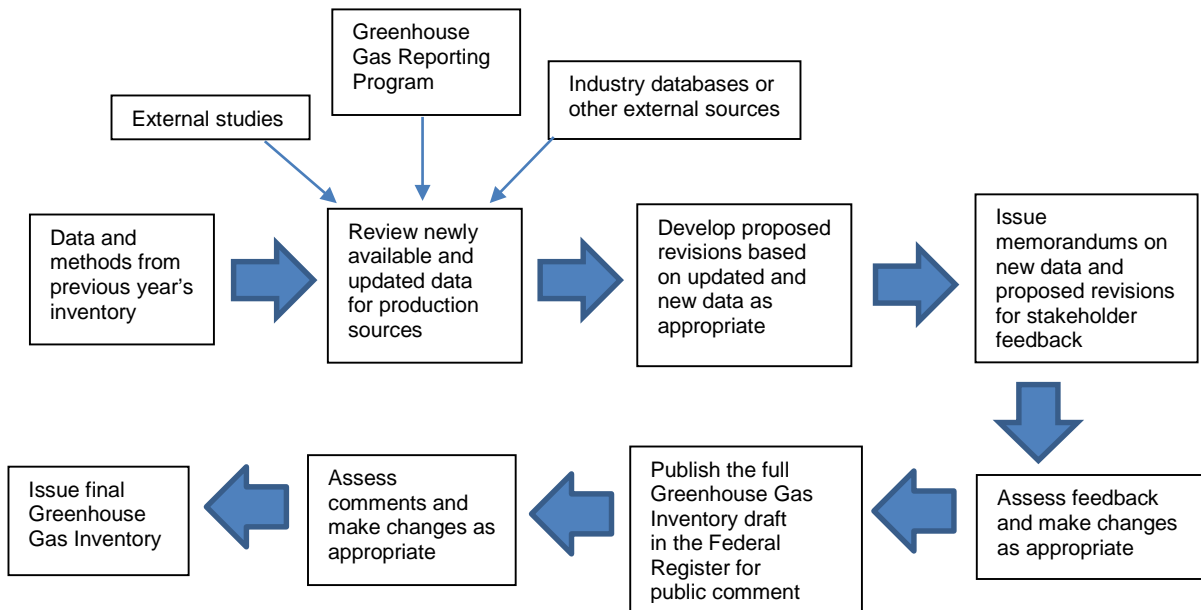 Greenhouse
Gas Reporting
Program
Industry databases or
other external sources
External studies
Data and
methods from
previous year's
inventory
Review newly
available and
updated data
for production
sources
Develop proposed
revisions based
on updated and
new data as
appropriate
Issue
memorandums on
new data and
proposed revisions
for stakeholder
feedback
Assess feedback
and make changes
as appropriate
Publish the full
Greenhouse Gas
Inventory draft
in the Federal
Register for
public comment
Assess
comments and
make changes as
appropriate
Issue final
Greenhouse
Gas Inventory